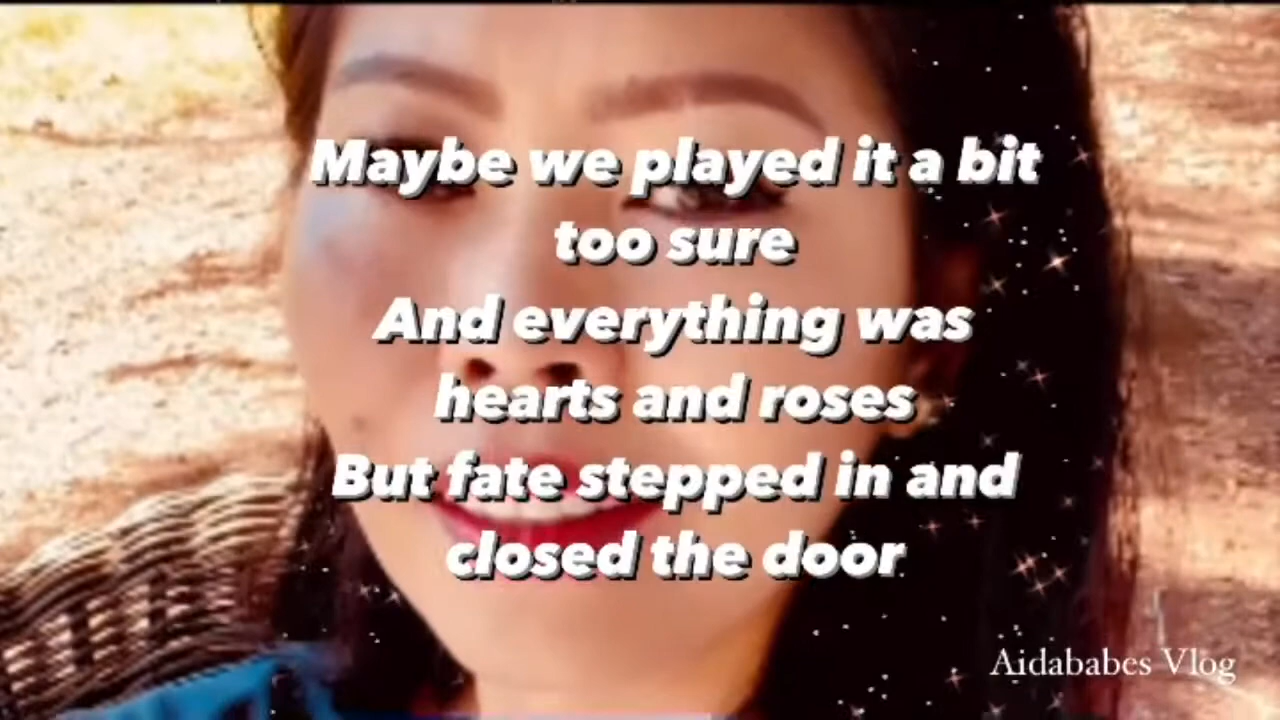 Maybe we played it a bit
too sure
And everything was
hearts and roses
But fate stepped in and
closed the door
Aidababes Vlog